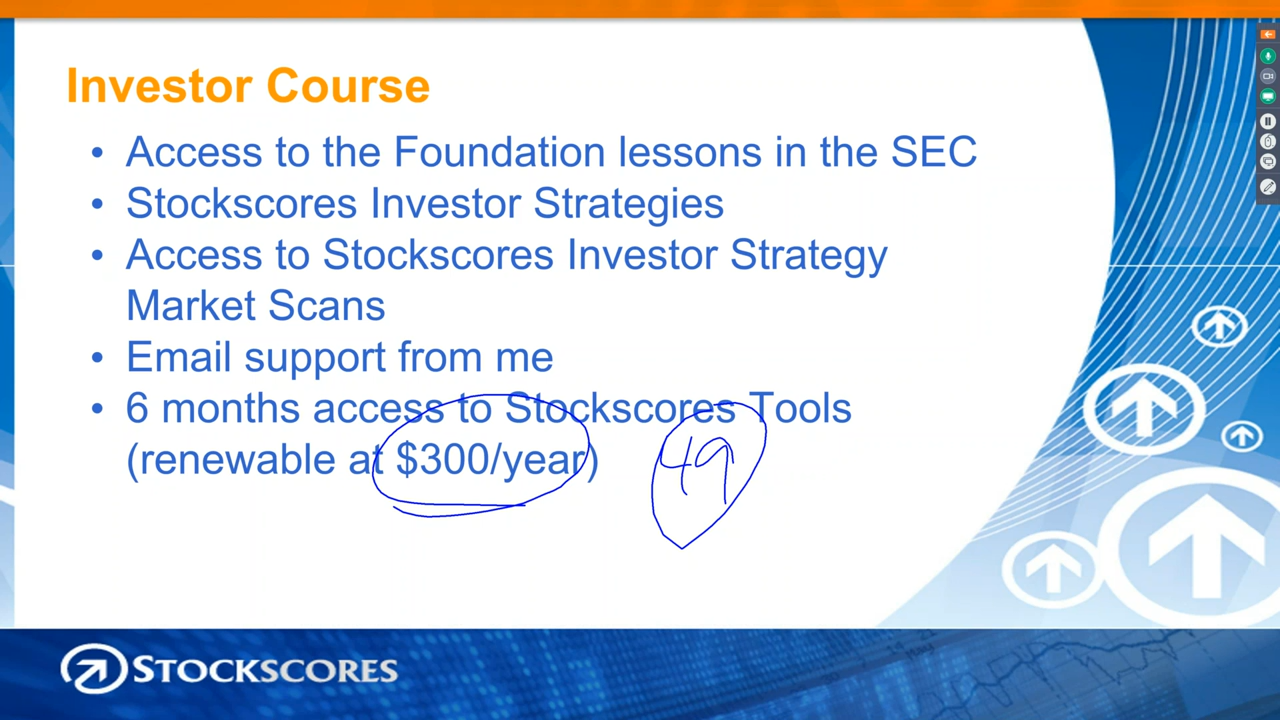 Investor Course
• Access to the Foundation lessons in the SEC
• Stockscores Investor Strategies
• Access to Stockscores Investor Strategy
Market Scans
• Email support from me
• 6 months access to Stockscores Tools
(renewable at $300/year)
49
STOCKSCORES